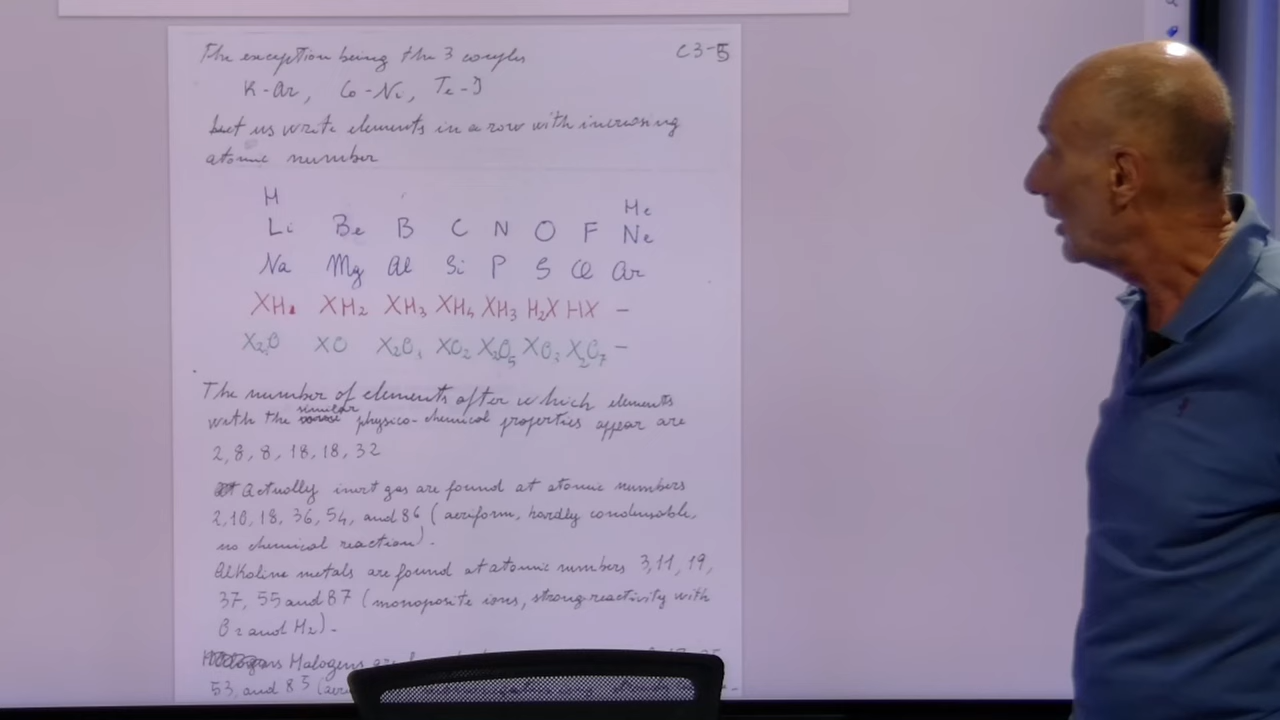 The exception being the 3 couples C3-5
K-Ar, Co-Ni, Te-I
Let us write elements in a row with increasing
atomic number
H He
Li Be B C N O F Ne
Na Mg Al Si P S Cl Ar
XH XH2 XH3 XH4 XH3 H2X HX –
X2O XO X2O3 XO2 X2O5 XO3 X2O7 –
The number of elements after which elements
with the similar physico-chemical properties appear are
2, 8, 8, 18, 18, 32
Actually inert gas are found at atomic numbers
2, 10, 18, 36, 54, and 86 (aeriform, hardly condensable,
no chemical reaction).
Alkaline metals are found at atomic numbers 3, 11, 19,
37, 55 and 87 (monoposite ions, strong reactivity with
B2 and H2).
Halogens
53, and 85